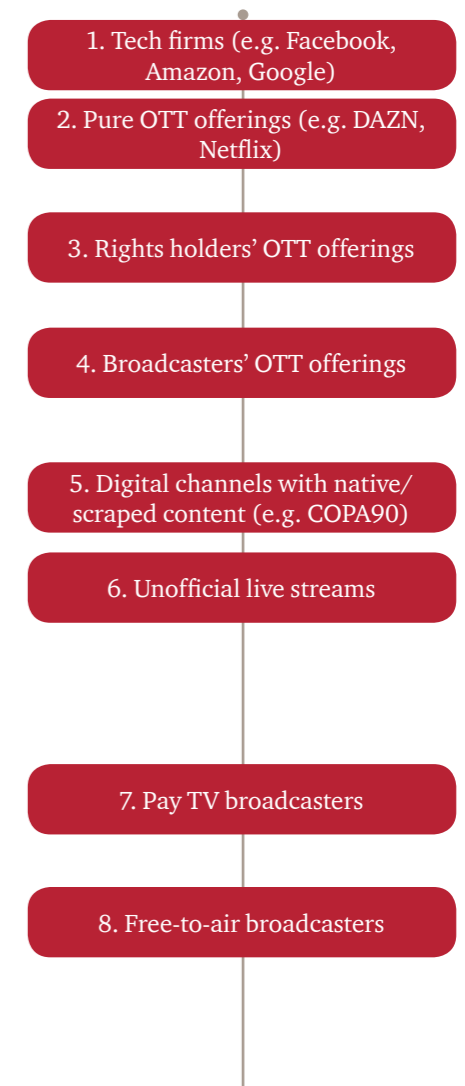 1. Tech firms (e.g. Facebook,
Amazon, Google)
2. Pure OTT offerings (e.g. DAZN,
Netflix)
3. Rights holders’ OTT offerings
4. Broadcasters’ OTT offerings
5. Digital channels with native/
scraped content (e.g. COPA90)
6. Unofficial live streams
7. Pay TV broadcasters
8. Free-to-air broadcasters